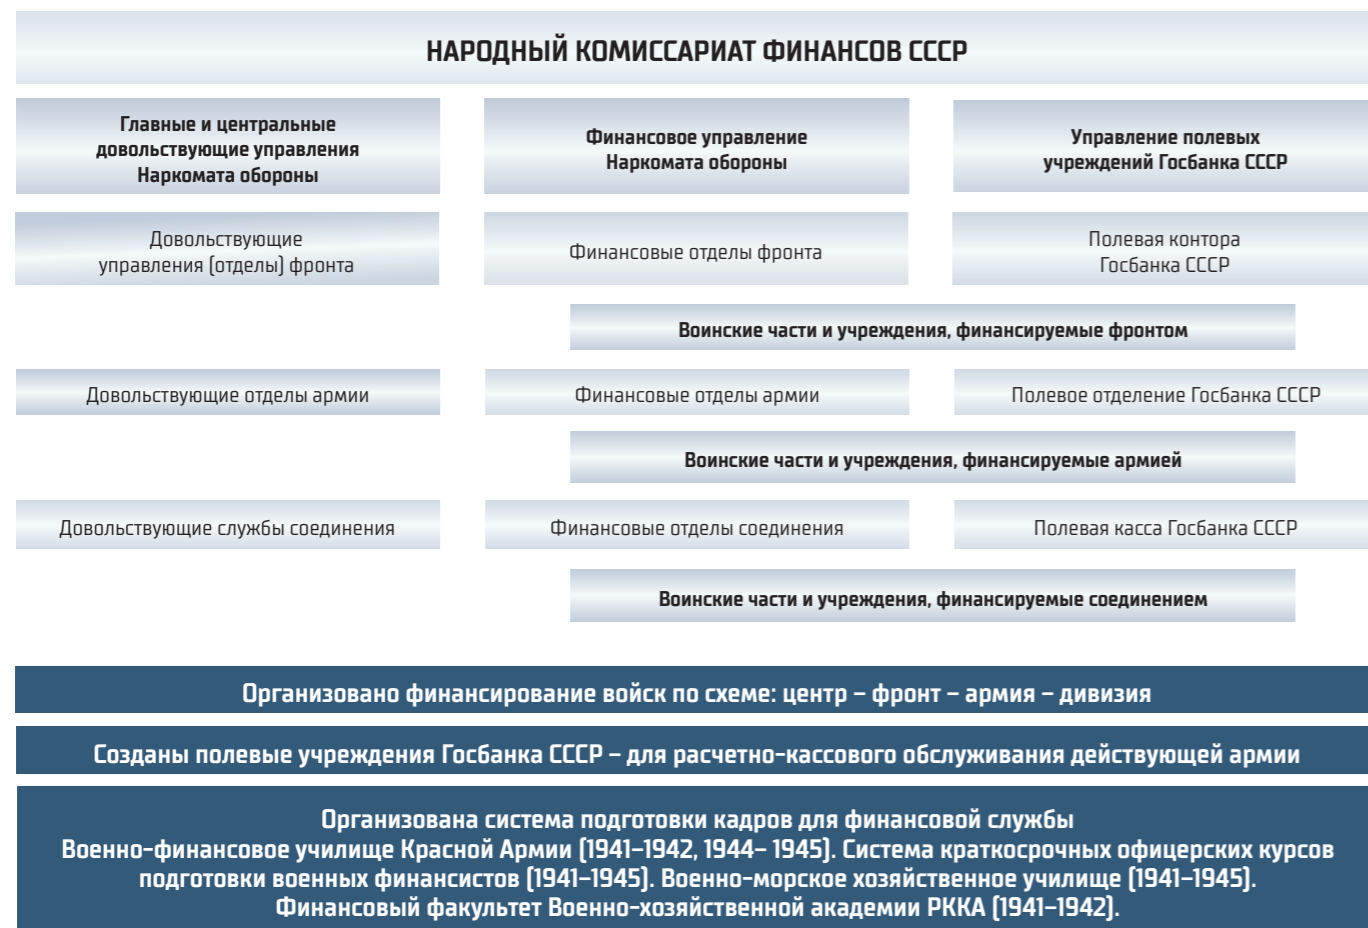 НАРОДНЫЙ КОМИССАРИАТ ФИНАНСОВ СССР
Главные и центральные
довольствующие управления
Наркомата обороны
Финансовое управление
Наркомата обороны
Управление полевых
учреждений Госбанка СССР
Довольствующие
управления (отделы) фронта
Финансовые отделы фронта
Полевая контора
Госбанка СССР
Воинские части и учреждения, финансируемые фронтом
Довольствующие отделы армии
Финансовые отделы армии
Полевое отделение Госбанка СССР
Воинские части и учреждения, финансируемые армией
Довольствующие службы соединения
Финансовые отделы соединения
Полевая касса Госбанка СССР
Воинские части и учреждения, финансируемые соединением
Организовано финансирование войск по схеме: центр – фронт – армия – дивизия
Созданы полевые учреждения Госбанка СССР – для расчетно-кассового обслуживания действующей армии
Организована система подготовки кадров для финансовой службы
Военно-финансовое училище Красной Армии (1941–1942, 1944– 1945). Система краткосрочных офицерских курсов
подготовки военных финансистов (1941–1945). Военно-морское хозяйственное училище (1941–1945).
Финансовый факультет Военно-хозяйственной академии РККА (1941–1942).